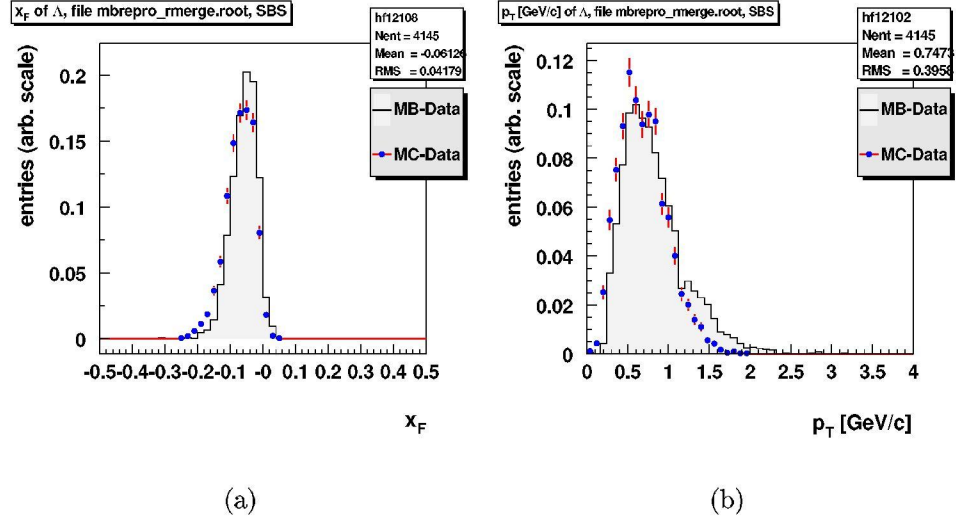 x_F of Λ, file mbrepro_rmerge.root, SBS
hf12108
Nent = 4145
Mean = -0.06126
RMS = 0.04179
MB-Data
MC-Data
entries (arb. scale)
0.2
0.15
0.1
0.05
0
-0.5 -0.4 -0.3 -0.2 -0.1 -0 0.1 0.2 0.3 0.4 0.5
x_F
(a)
p_T [GeV/c] of Λ, file mbrepro_rmerge.root, SBS
hf12102
Nent = 4145
Mean = 0.7473
RMS = 0.3956
MB-Data
MC-Data
entries (arb. scale)
0.12
0.1
0.08
0.06
0.04
0.02
0
0 0.5 1 1.5 2 2.5 3 3.5 4
p_T [GeV/c]
(b)